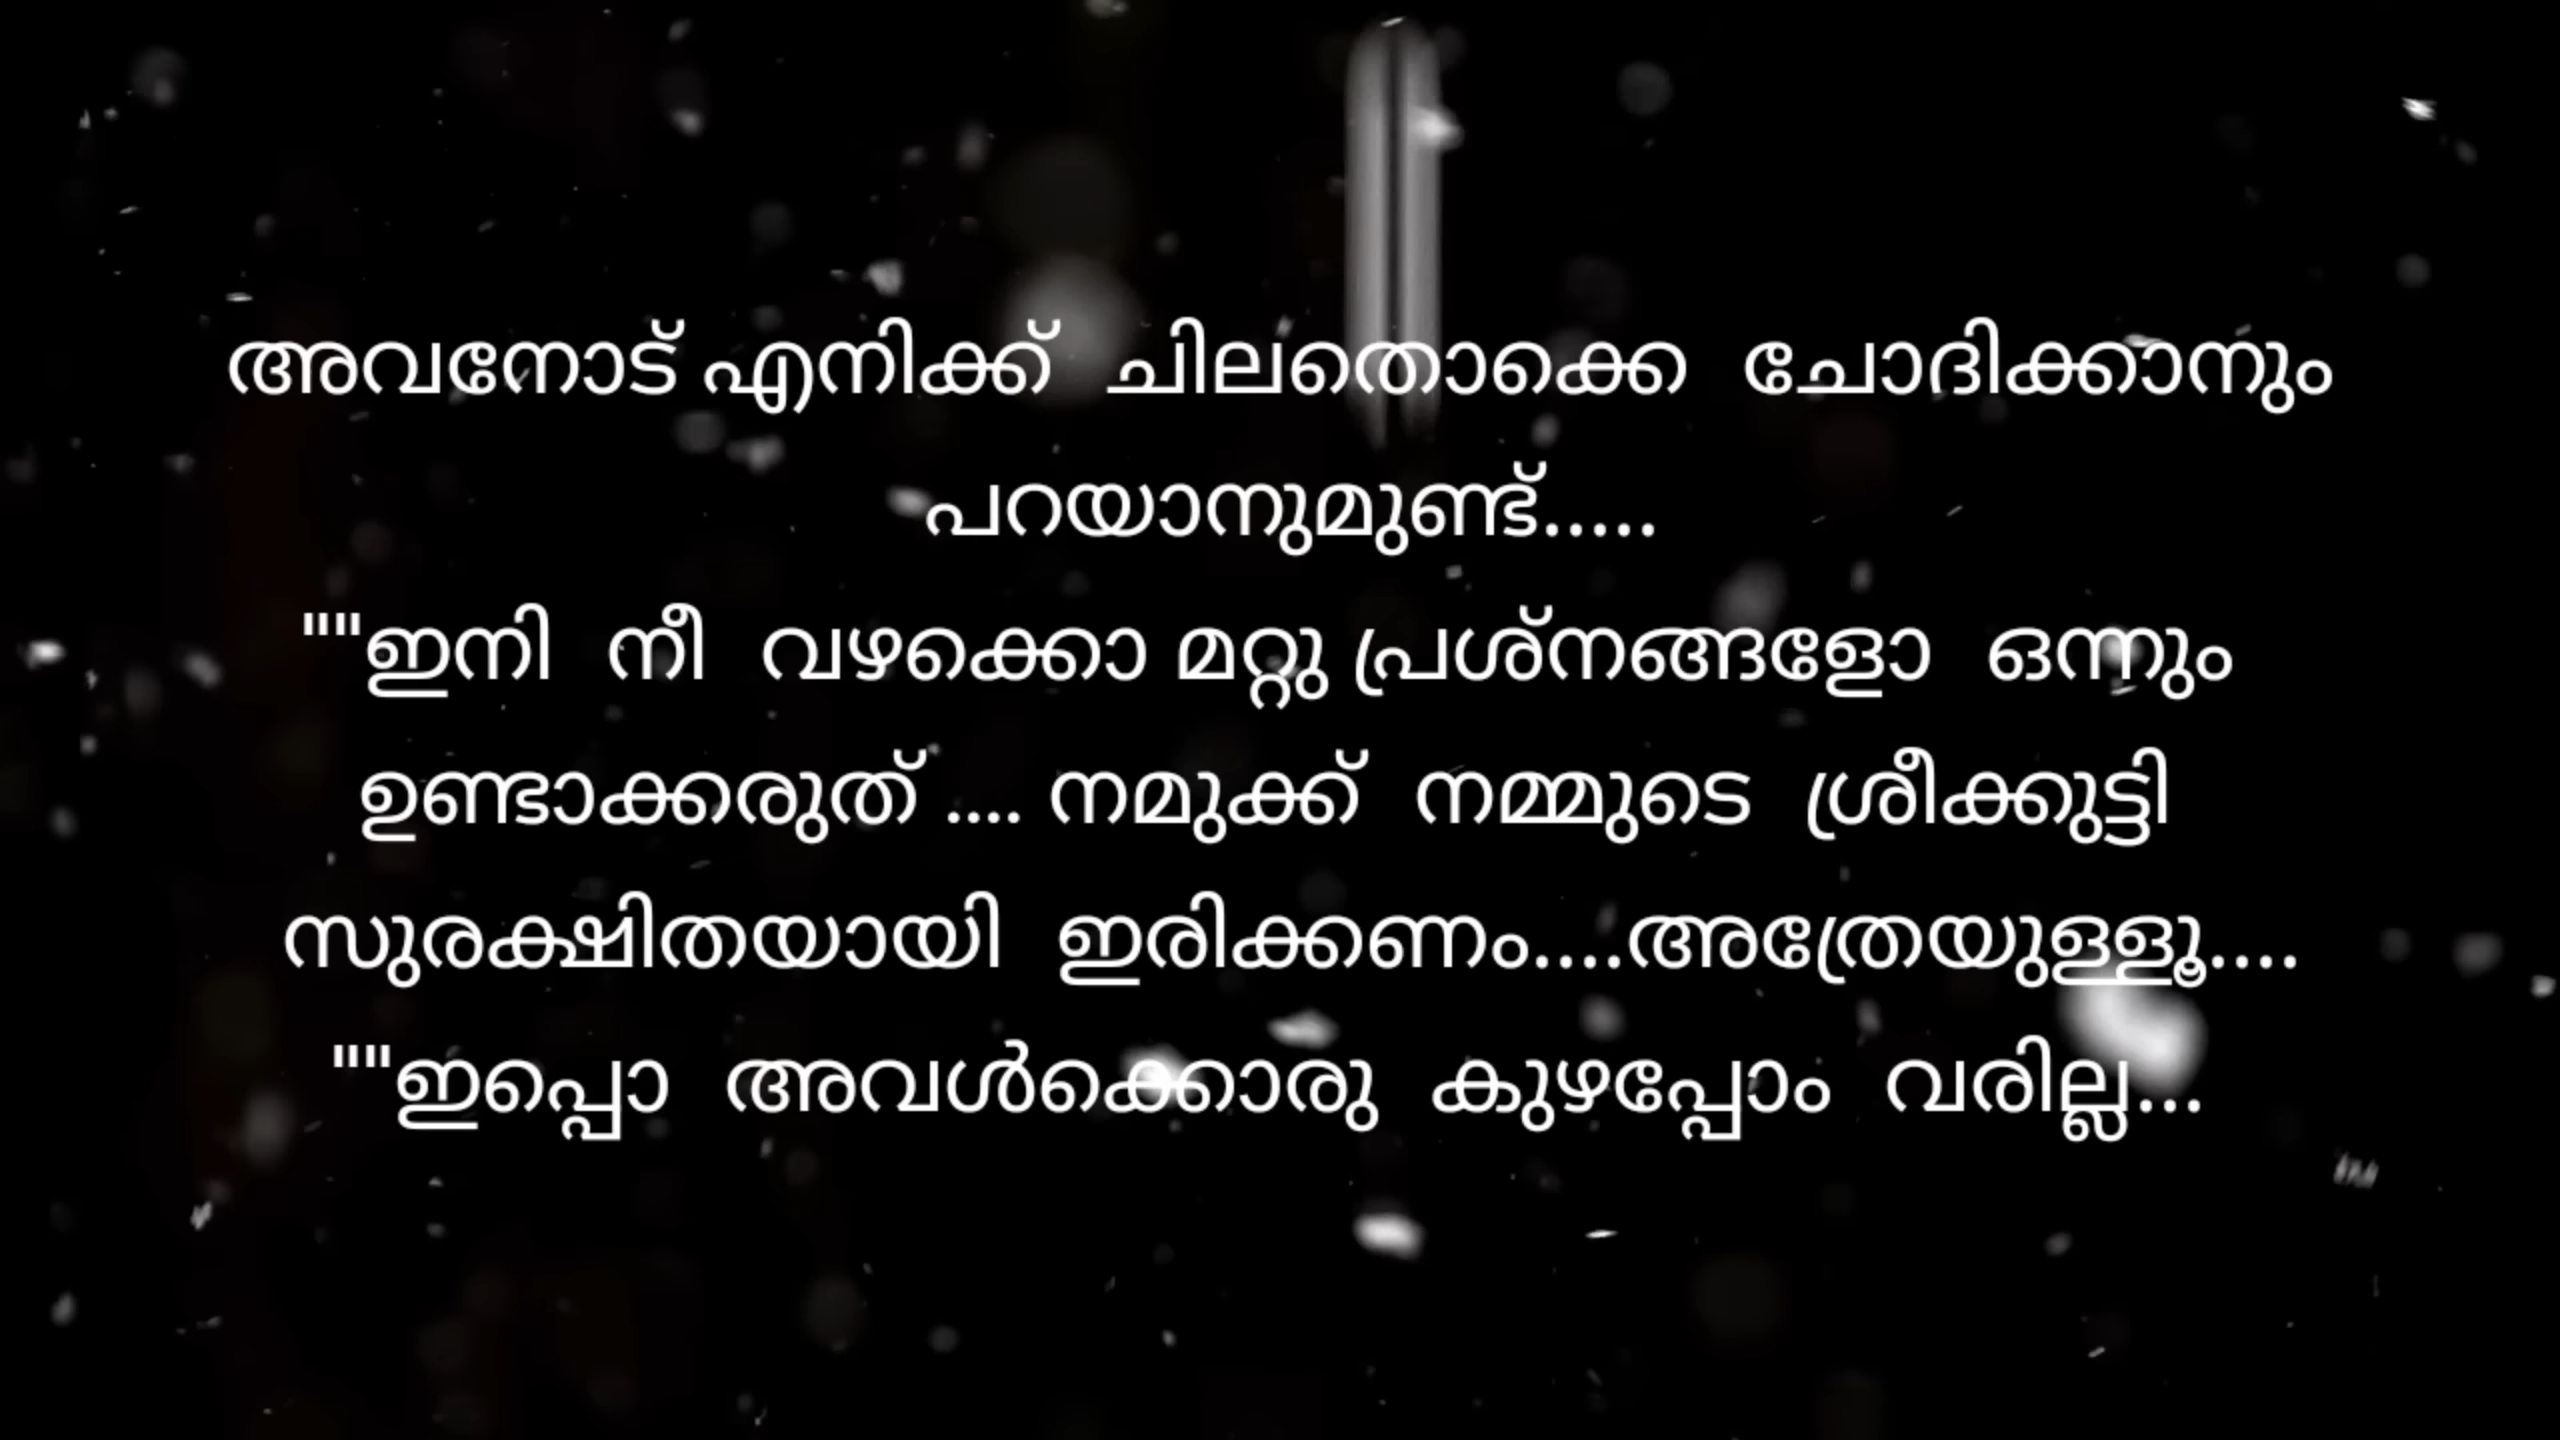 അവനോട് എനിക്ക് ചിലതൊക്കെ ചോദിക്കാനും
പറയാനുമുണ്ട്.....
""ഇനി നീ വഴക്കൊ മറ്റു പ്രശ്നങ്ങളോ ഒന്നും
ഉണ്ടാക്കരുത് .... നമുക്ക് നമ്മുടെ ശ്രീക്കുട്ടി
സുരക്ഷിതയായി ഇരിക്കണം....അത്രേയുള്ളൂ....
""ഇപ്പൊ അവൾക്കൊരു കുഴപ്പോം വരില്ല...